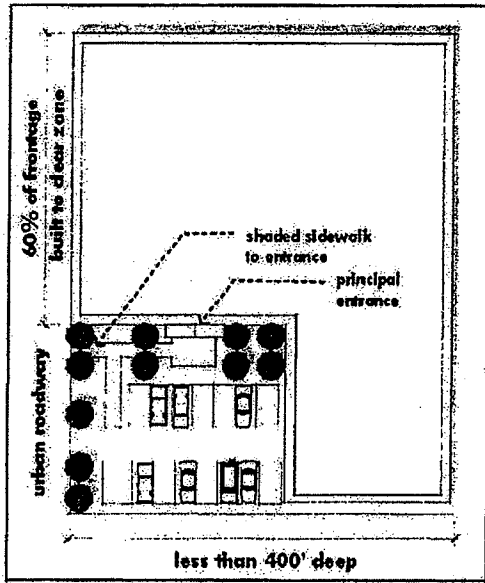 60% of frontage
built to clear zone
shaded sidewalk
to entrance
principal
entrance
urban roadway
less than 400' deep